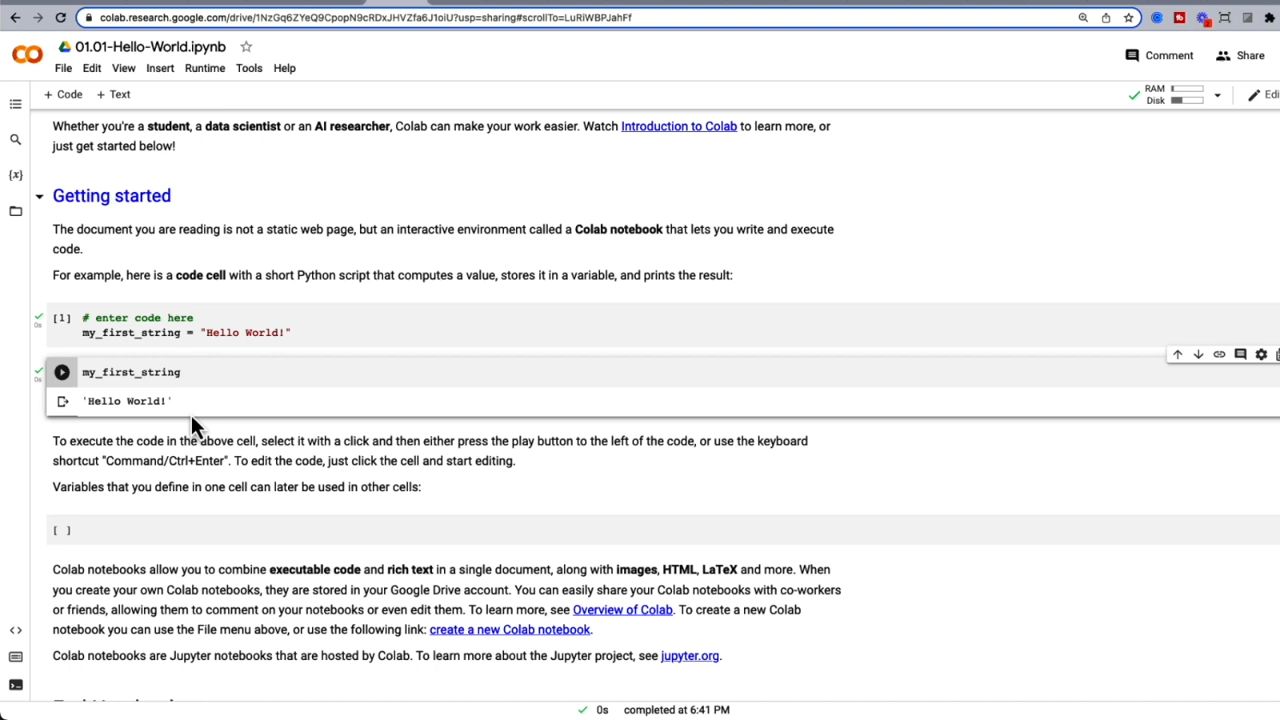 colab.research.google.com/drive/1NzGq6ZYeQ9CpopN9cRDxJHVZfa6J1oiU?usp=sharing#scrollTo=LuRiWBPJahFf
01.01-Hello-World.ipynb
File Edit View Insert Runtime Tools Help
Comment Share
+ Code + Text
RAM
Disk
Edi
Whether you're a student, a data scientist or an AI researcher, Colab can make your work easier. Watch Introduction to Colab to learn more, or
just get started below!
Getting started
The document you are reading is not a static web page, but an interactive environment called a Colab notebook that lets you write and execute
code.
For example, here is a code cell with a short Python script that computes a value, stores it in a variable, and prints the result:
0s
[1] # enter code here
my_first_string = "Hello World!"
0s
my_first_string
'Hello World!'
To execute the code in the above cell, select it with a click and then either press the play button to the left of the code, or use the keyboard
shortcut "Command/Ctrl+Enter". To edit the code, just click the cell and start editing.
Variables that you define in one cell can later be used in other cells:
[ ]
Colab notebooks allow you to combine executable code and rich text in a single document, along with images, HTML, LaTeX and more. When
you create your own Colab notebooks, they are stored in your Google Drive account. You can easily share your Colab notebooks with co-workers
or friends, allowing them to comment on your notebooks or even edit them. To learn more, see Overview of Colab. To create a new Colab
notebook you can use the File menu above, or use the following link: create a new Colab notebook.
Colab notebooks are Jupyter notebooks that are hosted by Colab. To learn more about the Jupyter project, see jupyter.org.
0s completed at 6:41 PM